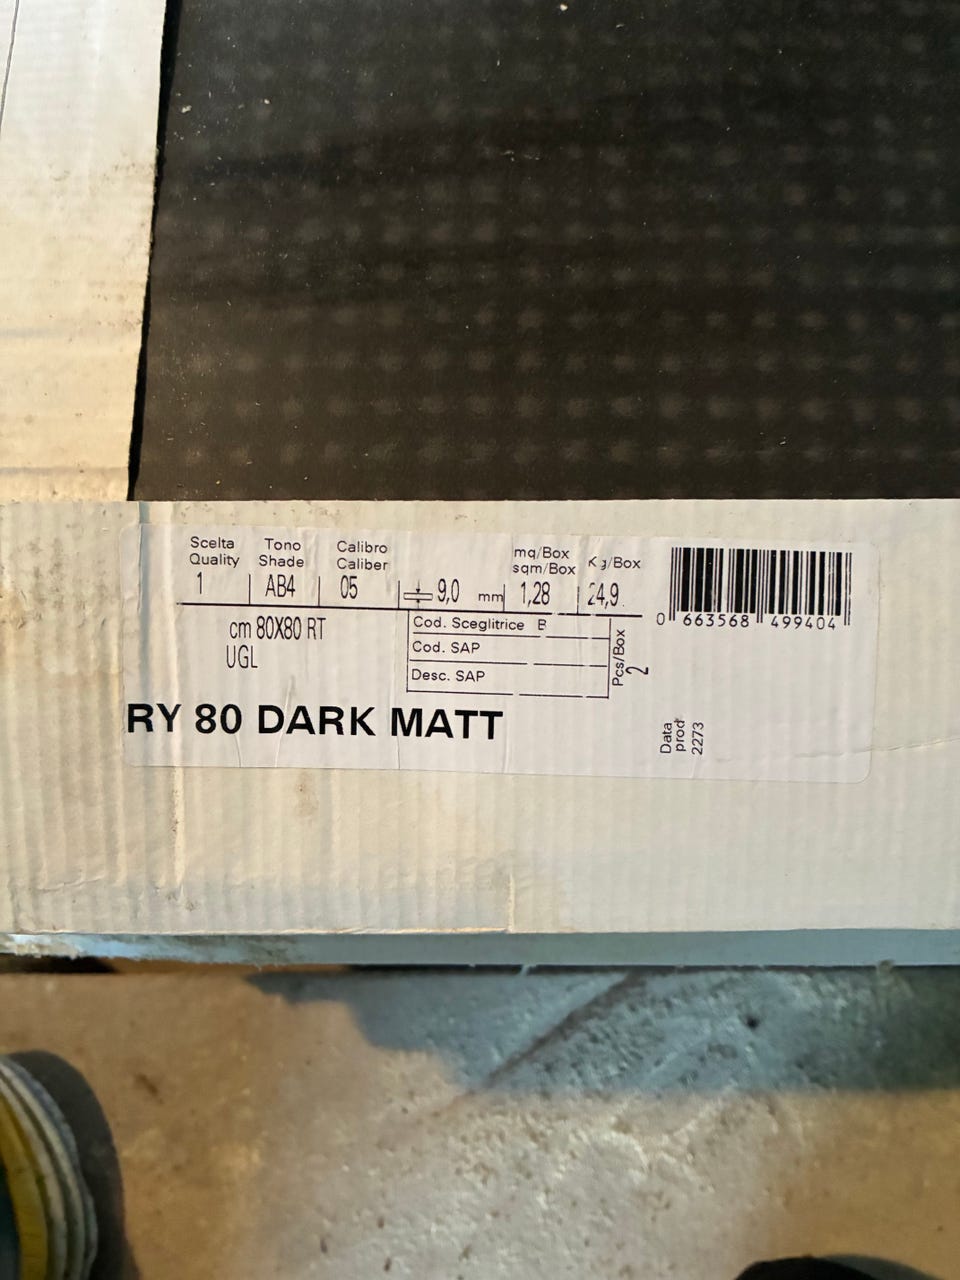 Scelta
Quality
1
Tono
Shade
AB4
Calibro
Caliber
05
9,0 mm
mq/Box
sqm/Box
1,28
Kg/Box
24,9
0 663568 499404
cm 80X80 RT
UGL
Cod. Sceglitrice B
Cod. SAP
Desc. SAP
Pcs/Box
2
RY 80 DARK MATT
Data
prod
2273